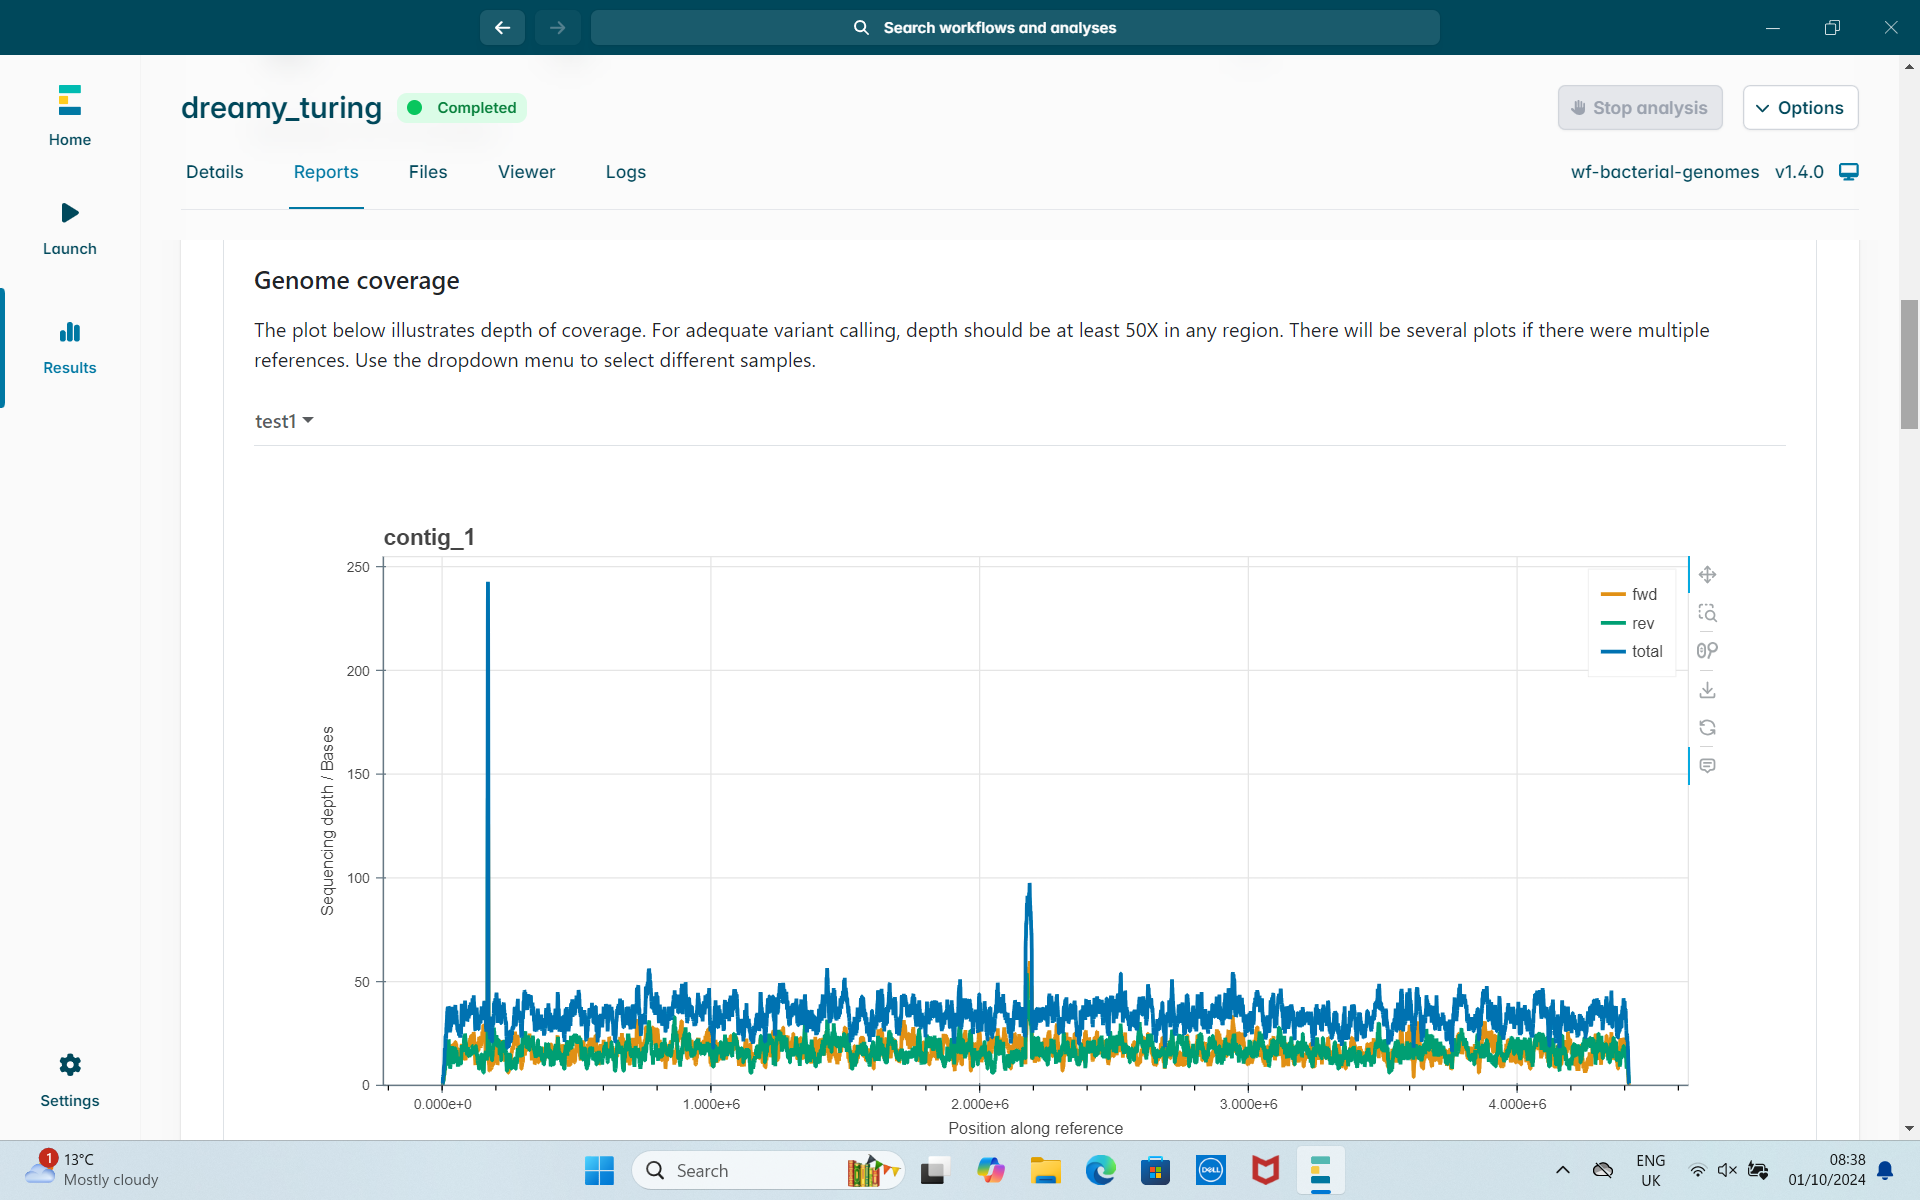 Search workflows and analyses
Home
Launch
Results
Settings
dreamy_turing
Completed
Stop analysis
Options
Details
Reports
Files
Viewer
Logs
wf-bacterial-genomes v1.4.0
Genome coverage
The plot below illustrates depth of coverage. For adequate variant calling, depth should be at least 50X in any region. There will be several plots if there were multiple
references. Use the dropdown menu to select different samples.
test1
contig_1
250
200
150
100
50
0
Sequencing depth / Bases
fwd
rev
total
0.000e+0
1.000e+6
2.000e+6
3.000e+6
4.000e+6
Position along reference
1
13°C
Mostly cloudy
Search
DELL
ENG
UK
08:38
01/10/2024